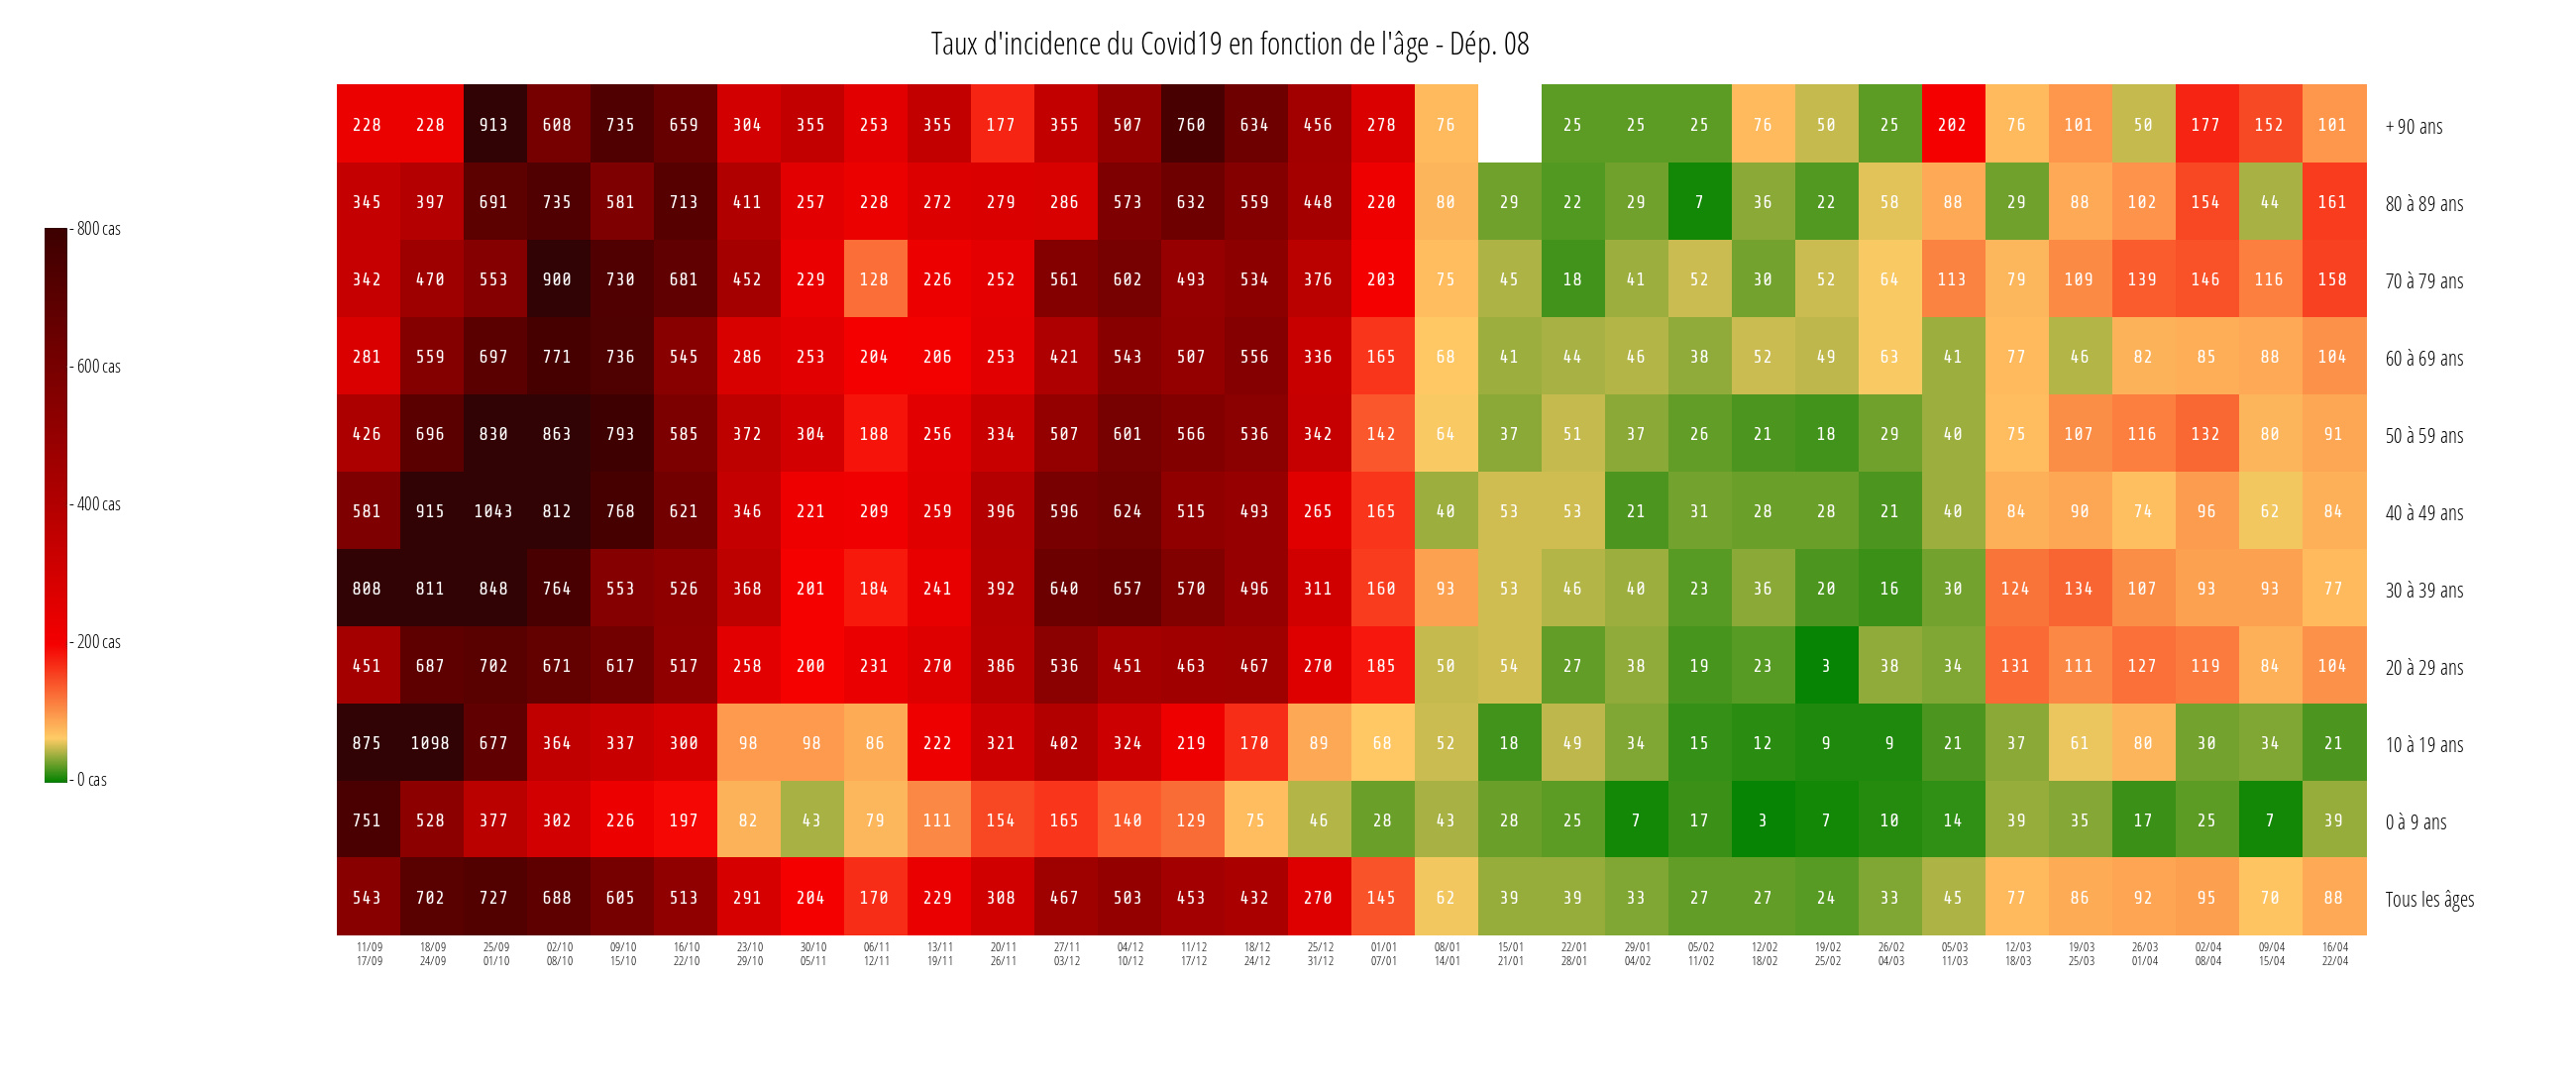 Taux d'incidence du Covid19 en fonction de l'âge - Dép. 08
- 800 cas
- 600 cas
- 400 cas
- 200 cas
- 0 cas
228 228 913 608 735 659 304 355 253 355 177 355 507 760 634 456 278 76 25 25 25 76 50 25 202 76 101 50 177 152 101 + 90 ans
345 397 691 735 581 713 411 257 228 272 279 286 573 632 559 448 220 80 29 22 29 7 36 22 58 88 29 88 102 154 44 161 80 à 89 ans
342 470 553 900 730 681 452 229 128 226 252 561 602 493 534 376 203 75 45 18 41 52 30 52 64 113 79 109 139 146 116 158 70 à 79 ans
281 559 697 771 736 545 286 253 204 206 253 421 543 507 556 336 165 68 41 44 46 38 52 49 63 41 77 46 82 85 88 104 60 à 69 ans
426 696 830 863 793 585 372 304 188 256 334 507 601 566 536 342 142 64 37 51 37 26 21 18 29 40 75 107 116 132 80 91 50 à 59 ans
581 915 1043 812 768 621 346 221 209 259 396 596 624 515 493 265 165 40 53 53 21 31 28 28 21 40 84 90 74 96 62 84 40 à 49 ans
808 811 848 764 553 526 368 201 184 241 392 640 657 570 496 311 160 93 53 46 40 23 36 20 16 30 124 134 107 93 93 77 30 à 39 ans
451 687 702 671 617 517 258 200 231 270 386 536 451 463 467 270 185 50 54 27 38 19 23 3 38 34 131 111 127 119 84 104 20 à 29 ans
875 1098 677 364 337 300 98 98 86 222 321 402 324 219 170 89 68 52 18 49 34 15 12 9 9 21 37 61 80 30 34 21 10 à 19 ans
751 528 377 302 226 197 82 43 79 111 154 165 140 129 75 46 28 43 28 25 7 17 3 7 10 14 39 35 17 25 7 39 0 à 9 ans
543 702 727 688 605 513 291 204 170 229 308 467 503 453 432 270 145 62 39 39 33 27 27 24 33 45 77 86 92 95 70 88 Tous les âges
11/09 18/09 25/09 02/10 09/10 16/10 23/10 30/10 06/11 13/11 20/11 27/11 04/12 11/12 18/12 25/12 01/01 08/01 15/01 22/01 29/01 05/02 12/02 19/02 26/02 05/03 12/03 19/03 26/03 02/04 09/04 16/04
17/09 24/09 01/10 08/10 15/10 22/10 29/10 05/11 12/11 19/11 26/11 03/12 10/12 17/12 24/12 31/12 07/01 14/01 21/01 28/01 04/02 11/02 18/02 25/02 04/03 11/03 18/03 25/03 01/04 08/04 15/04 22/04